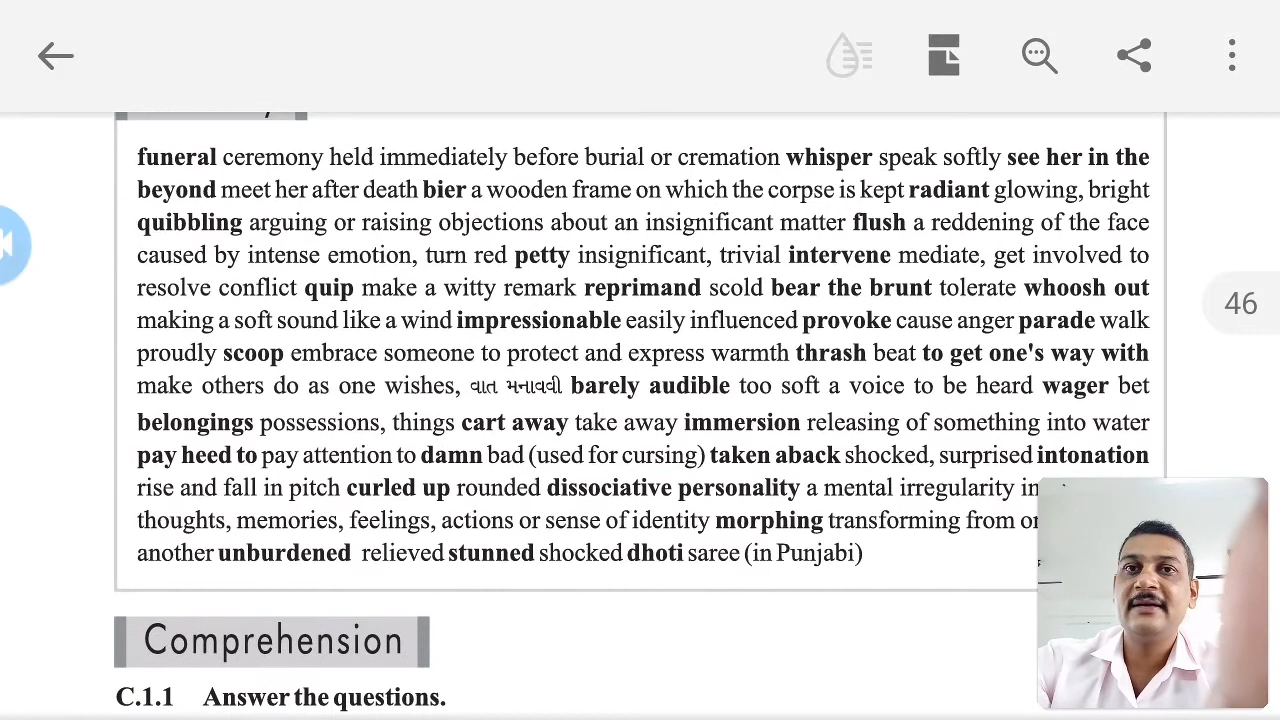 funeral ceremony held immediately before burial or cremation whisper speak softly see her in the
beyond meet her after death bier a wooden frame on which the corpse is kept radiant glowing, bright
quibbling arguing or raising objections about an insignificant matter flush a reddening of the face
caused by intense emotion, turn red petty insignificant, trivial intervene mediate, get involved to
resolve conflict quip make a witty remark reprimand scold bear the brunt tolerate whoosh out
making a soft sound like a wind impressionable easily influenced provoke cause anger parade walk
proudly scoop embrace someone to protect and express warmth thrash beat to get one's way with
make others do as one wishes, વાત મનાવવી barely audible too soft a voice to be heard wager bet
belongings possessions, things cart away take away immersion releasing of something into water
pay heed to pay attention to damn bad (used for cursing) taken aback shocked, surprised intonation
rise and fall in pitch curled up rounded dissociative personality a mental irregularity in
thoughts, memories, feelings, actions or sense of identity morphing transforming from
another unburdened relieved stunned shocked dhoti saree (in Punjabi)
46
Comprehension
C.1.1 Answer the questions.